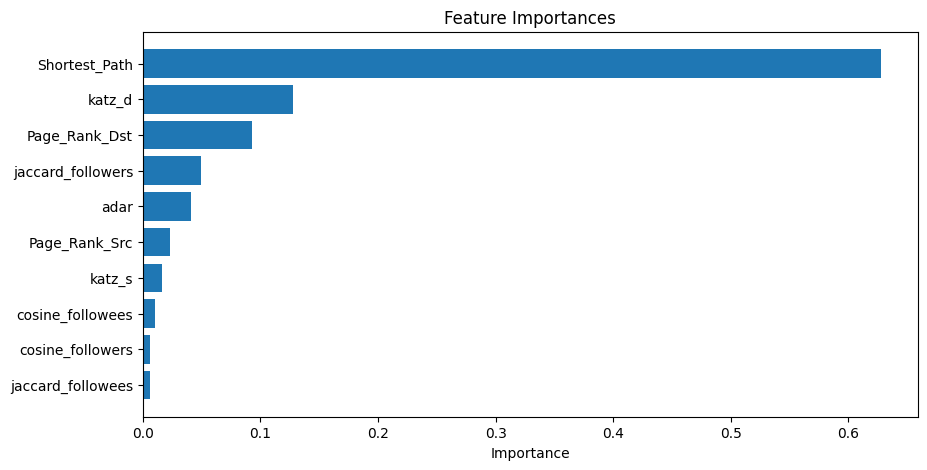 Feature Importances
Shortest_Path
katz_d
Page_Rank_Dst
jaccard_followers
adar
Page_Rank_Src
katz_s
cosine_followees
cosine_followers
jaccard_followees
0.0 0.1 0.2 0.3 0.4 0.5 0.6
Importance